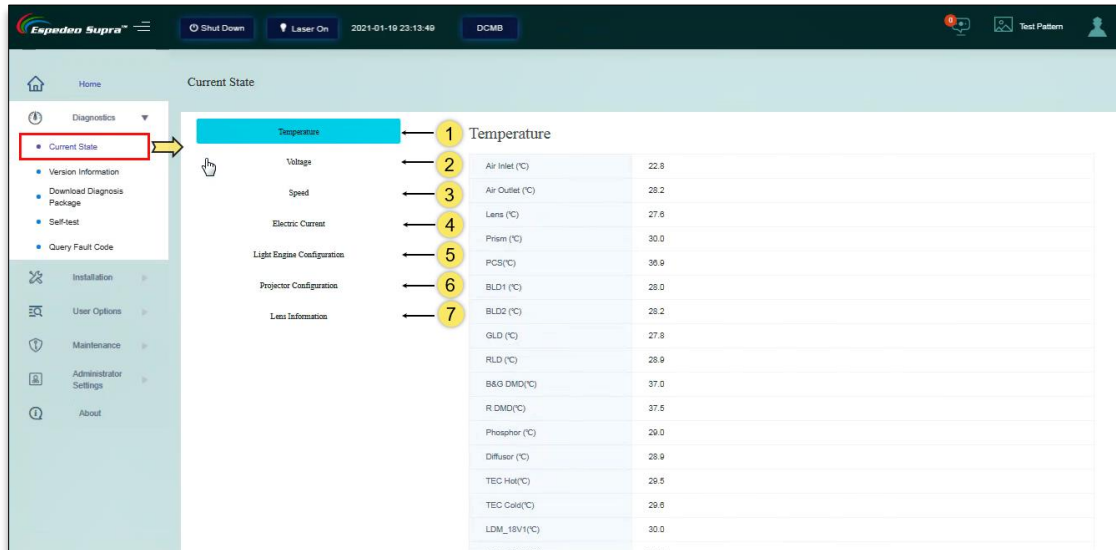 Espedeo Supra™
Shut Down
Laser On
2021-01-19 23:13:49
DCMB
0
Test Pattern
Home
Diagnostics
Current State
Version Information
Download Diagnosis
Package
Self-test
Query Fault Code
Installation
User Options
Maintenance
Administrator
Settings
About
Current State
Temperature
1
Voltage
2
Speed
3
Electric Current
4
Light Engine Configuration
5
Projector Configuration
6
Lens Information
7
Temperature
Air Inlet (℃) 22.8
Air Outlet (℃) 28.2
Lens (℃) 27.6
Prism (℃) 30.0
PCS(℃) 36.9
BLD1 (℃) 28.0
BLD2 (℃) 28.2
GLD (℃) 27.8
RLD (℃) 28.9
B&G DMD(℃) 37.0
R DMD(℃) 37.5
Phosphor (℃) 29.0
Diffusor (℃) 28.9
TEC Hot(℃) 29.5
TEC Cold(℃) 29.6
LDM_18V1(℃) 30.0